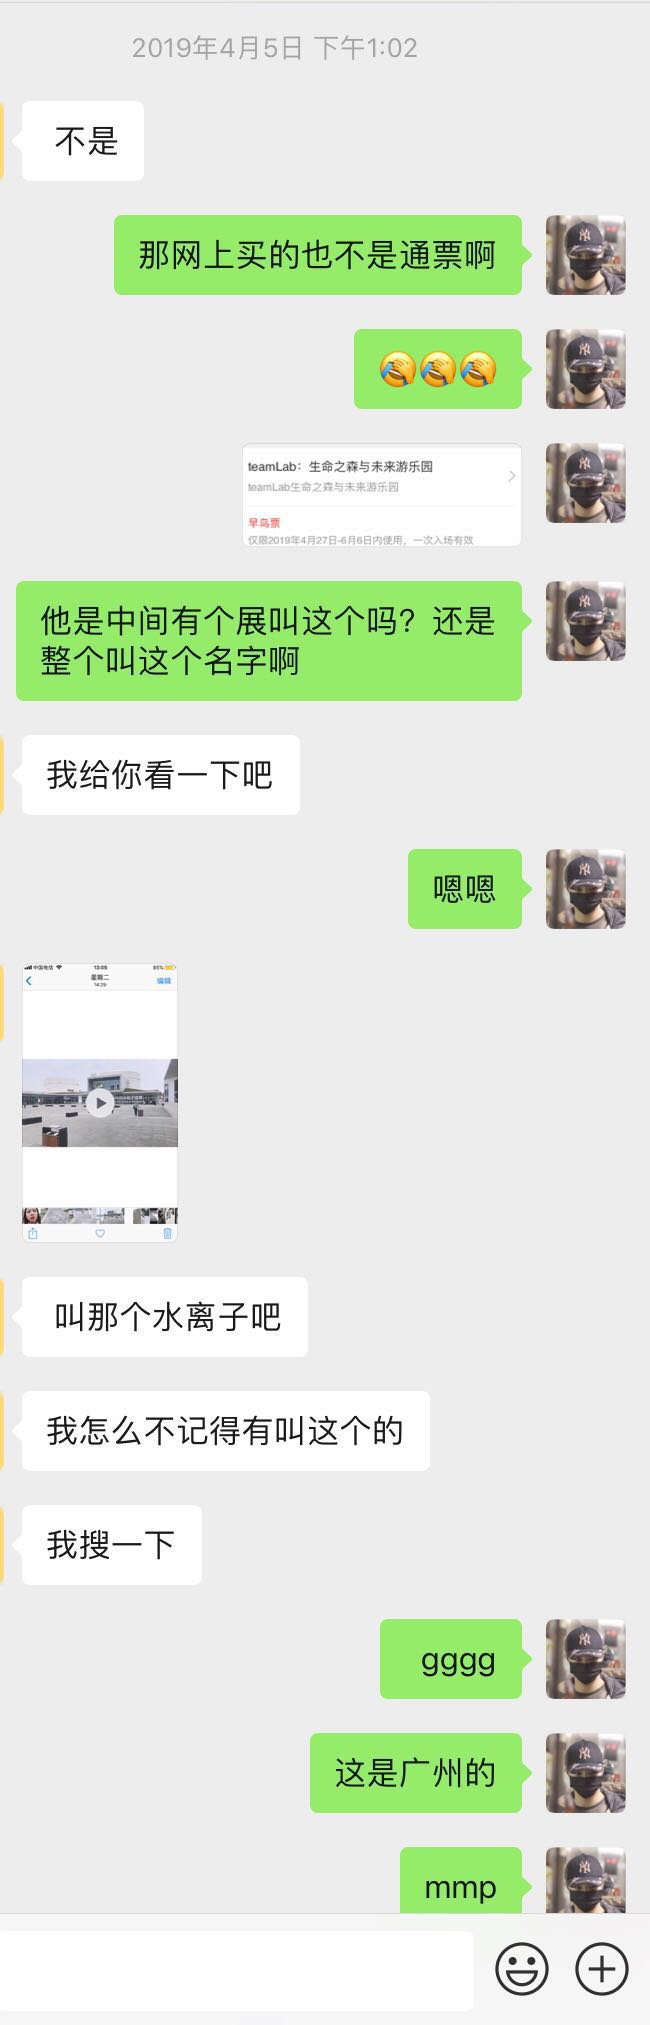 2019年4月5日 下午1:02
不是
那网上买的也不是通票啊
🤣🤣🤣
teamLab：生命之森与未来游乐园
teamLab生命之森与未来游乐园
早鸟票
仅限2019年4月27日-6月6日内使用，一次入场有效
他是中间有个展叫这个吗？还是
整个叫这个名字啊
我给你看一下吧
嗯嗯
中国电信 13:05 85%
星期二
14:29
编辑
叫那个水离子吧
我怎么不记得有叫这个的
我搜一下
gggg
这是广州的
mmp